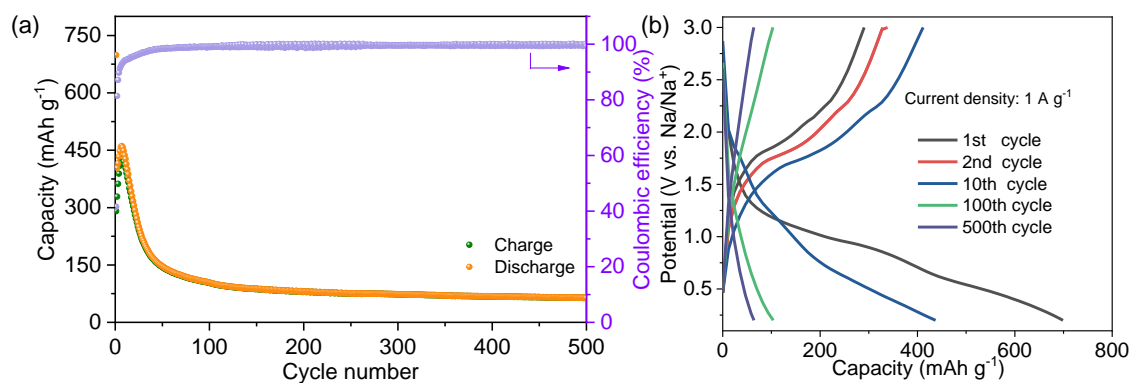 (a)
750
600
450
300
150
0
Capacity (mAh g⁻¹)
0
100
200
300
400
500
Cycle number
100
80
60
40
20
0
Coulombic efficiency (%)
Charge
Discharge
(b)
3.0
2.5
2.0
1.5
1.0
0.5
Potential (V vs. Na/Na⁺)
0
200
400
600
800
Capacity (mAh g⁻¹)
Current density: 1 A g⁻¹
1st cycle
2nd cycle
10th cycle
100th cycle
500th cycle